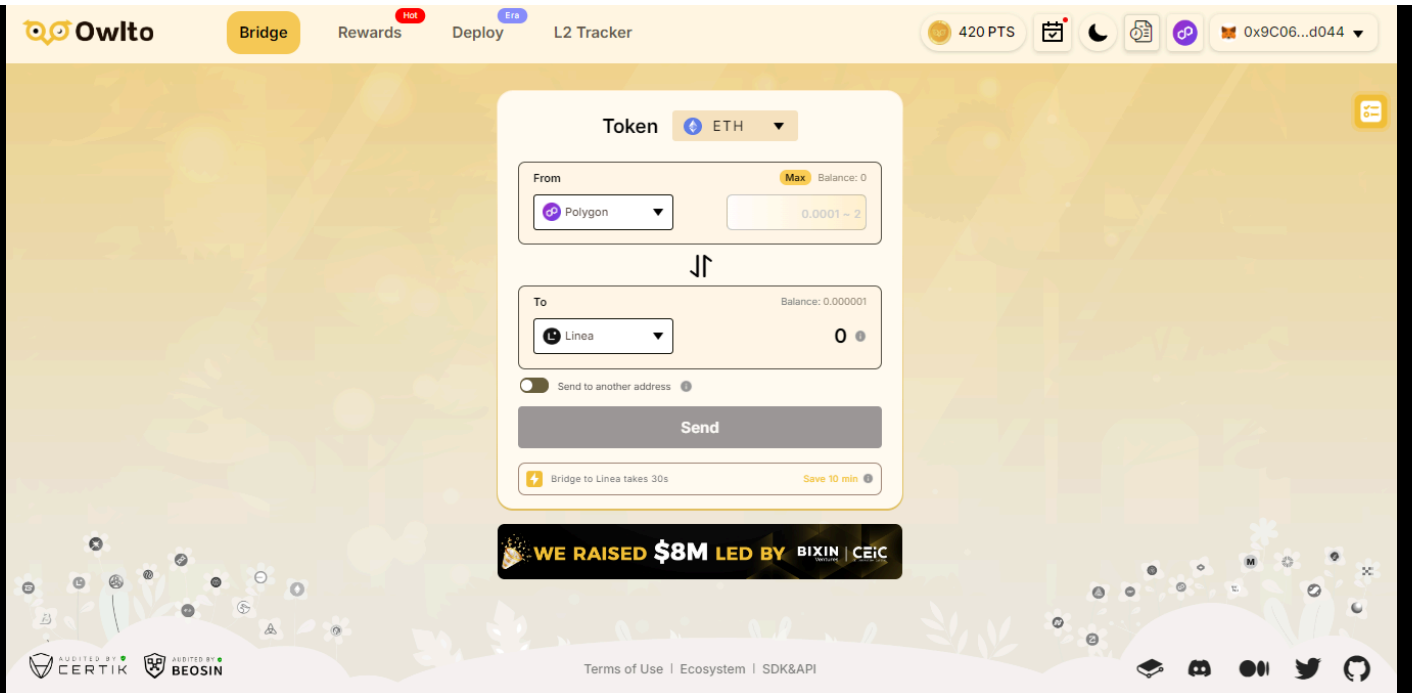 Owlto
Bridge
Rewards
Hot
Deploy
Era
L2 Tracker
420 PTS
0x9C06...d044
Token ETH
From Max Balance: 0
Polygon 0.0001 ~ 2
To Balance: 0.000001
Linea 0
Send to another address
Send
Bridge to Linea takes 30s Save 10 min
WE RAISED $8M LED BY BIXIN Ventures | CEiC
AUDITED BY
CERTIK
AUDITED BY
BEOSIN
Terms of Use | Ecosystem | SDK&API